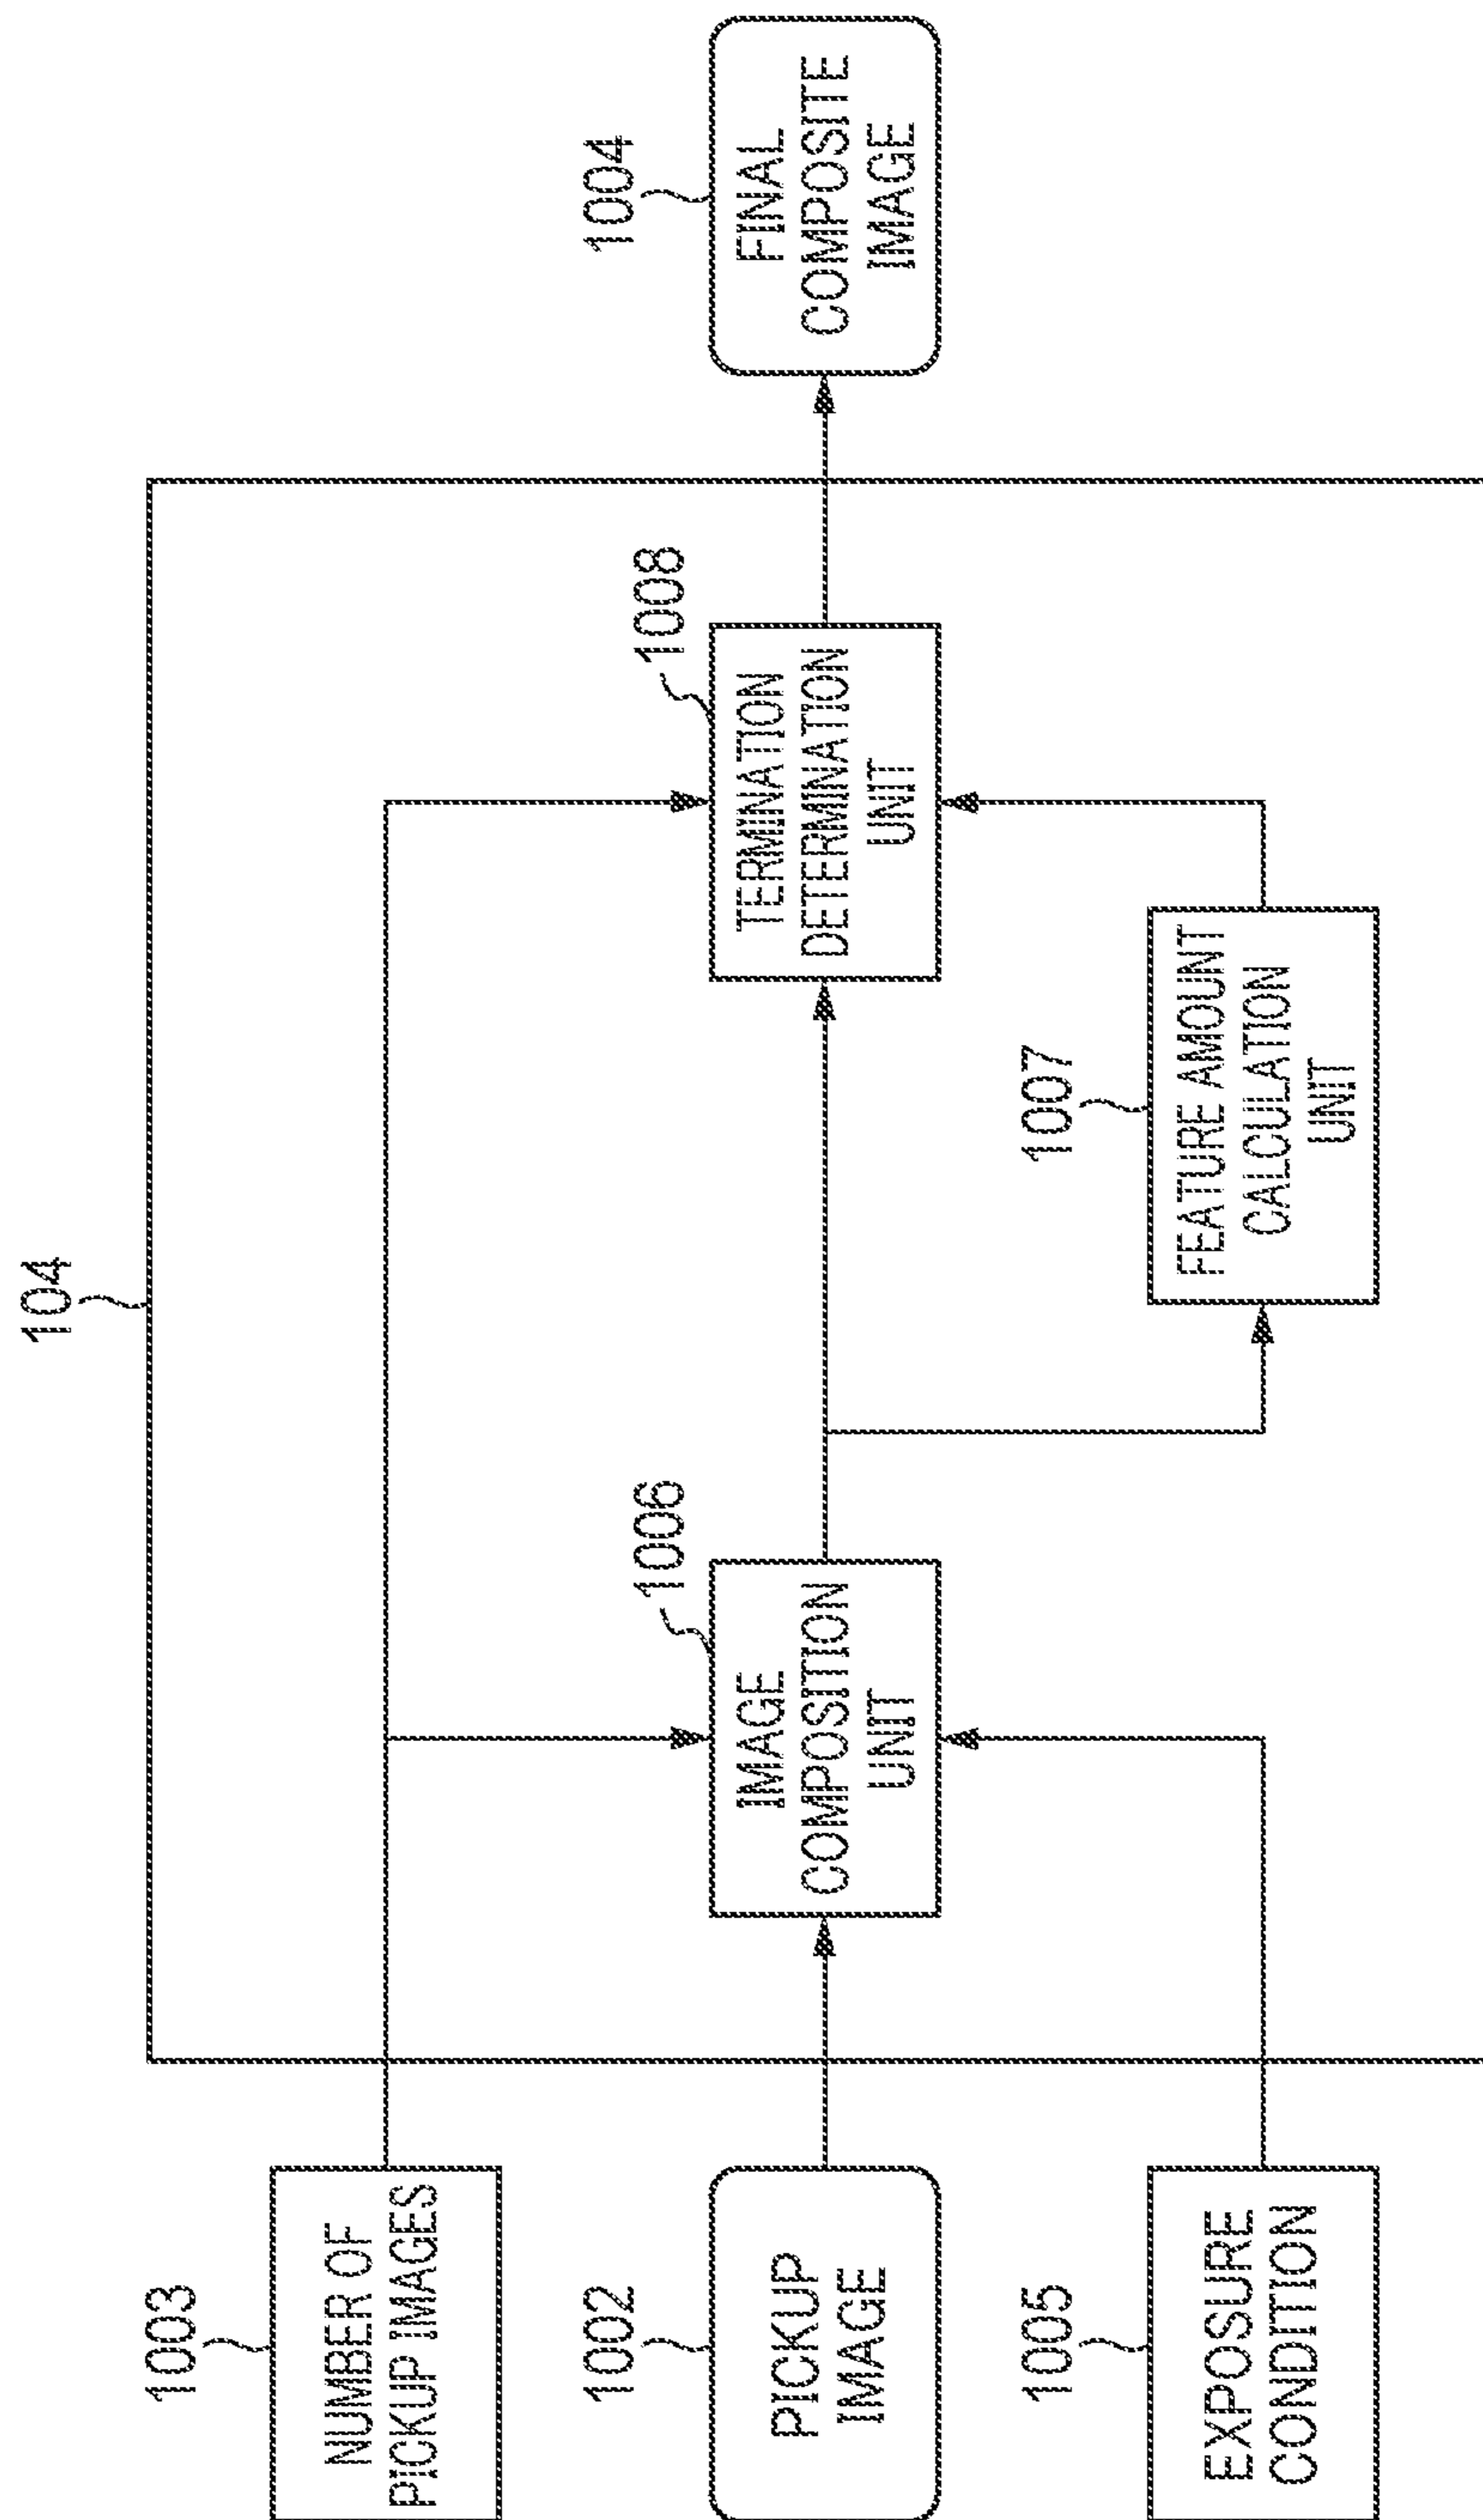 104
1003
NUMBER OF
PICKUP IMAGES
1002
PICKUP
IMAGE
1005
EXPOSURE
CONDITION
1006
IMAGE
COMPOSITION
UNIT
1007
FEATURE AMOUNT
CALCULATION
UNIT
1008
TERMINATION
DETERMINATION
UNIT
1004
FINAL
COMPOSITE
IMAGE